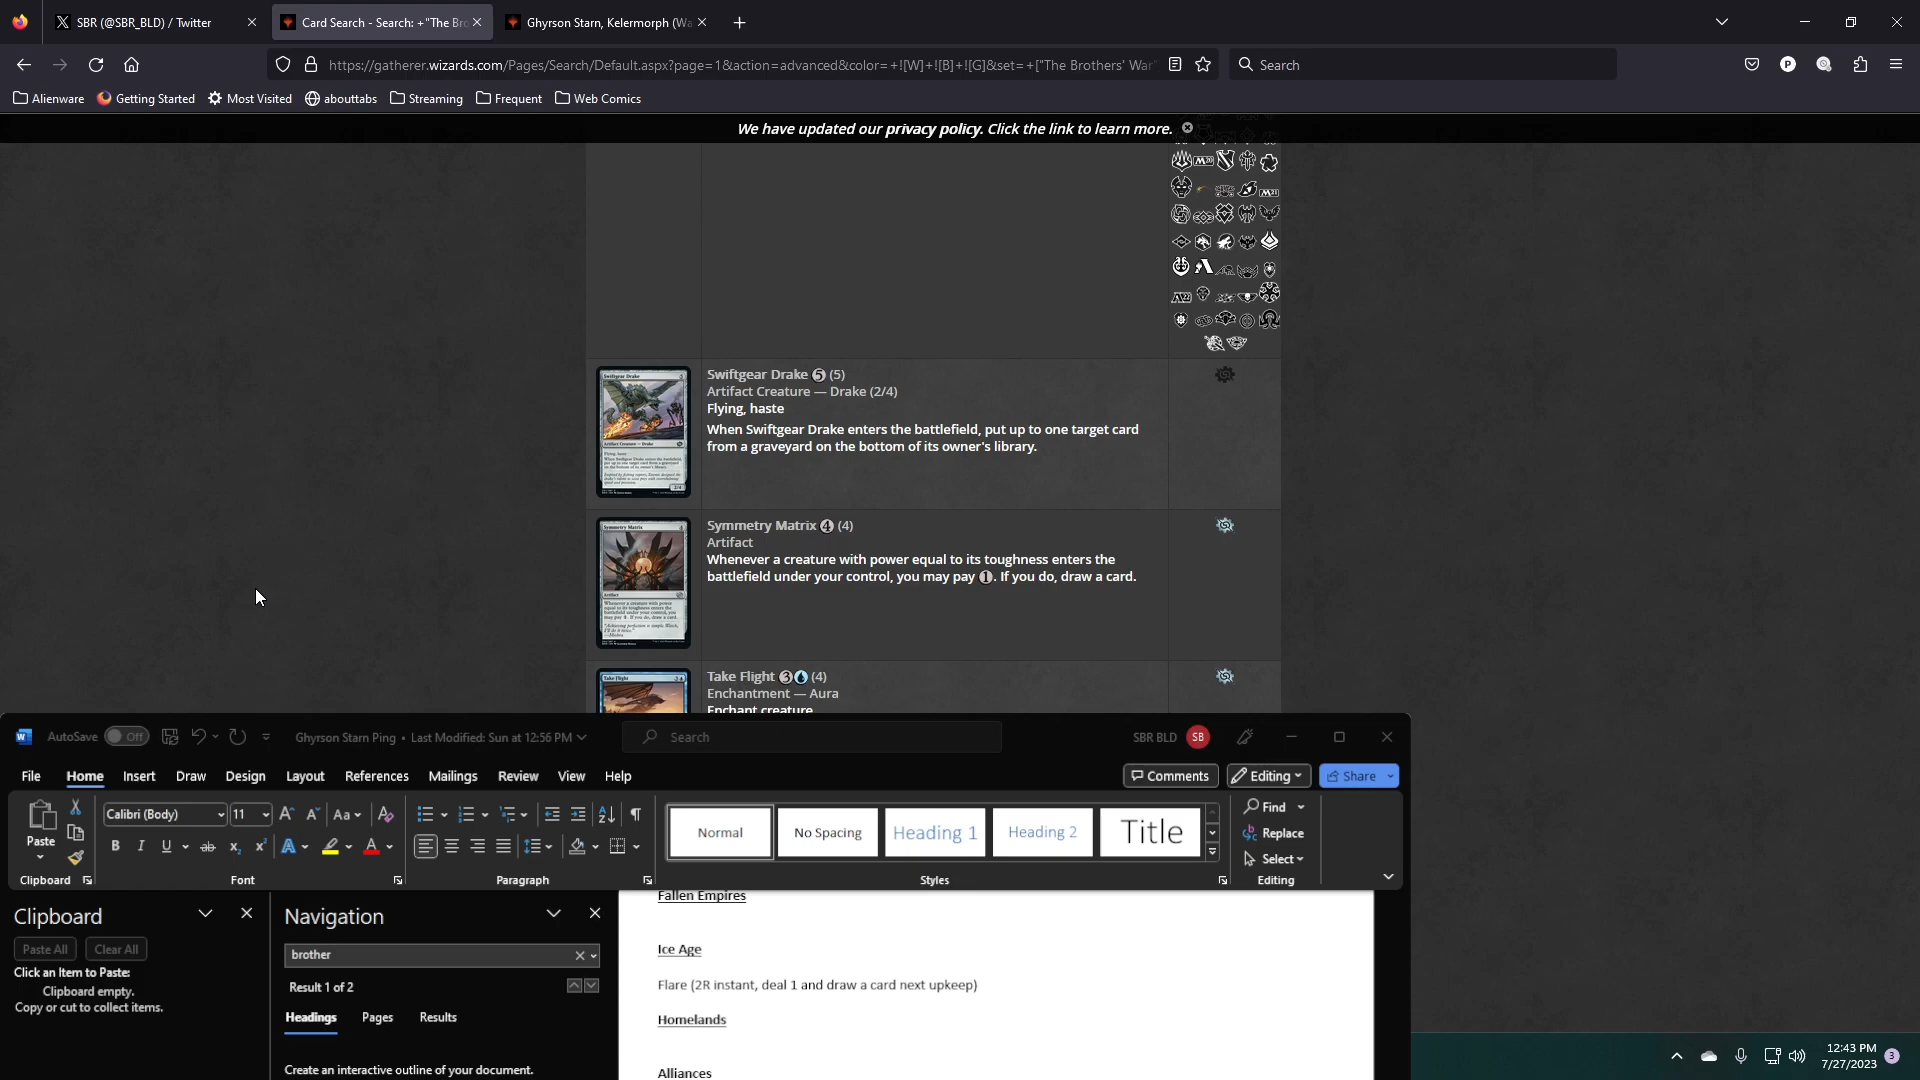 SBR (@SBR_BLD) / Twitter
Card Search - Search: +"The Bro
Ghyrson Starn, Kelermorph (Wa
https://gatherer.wizards.com/Pages/Search/Default.aspx?page=1&action=advanced&color=+![W]+![B]+![G]&set=+["The Brothers' War"
Search
Alienware
Getting Started
Most Visited
abouttabs
Streaming
Frequent
Web Comics
We have updated our privacy policy. Click the link to learn more.
Swiftgear Drake 5 (5)
Artifact Creature — Drake (2/4)
Flying, haste
When Swiftgear Drake enters the battlefield, put up to one target card
from a graveyard on the bottom of its owner's library.
Symmetry Matrix 4 (4)
Artifact
Whenever a creature with power equal to its toughness enters the
battlefield under your control, you may pay 1. If you do, draw a card.
Take Flight 3 (4)
Enchantment — Aura
Enchant creature
AutoSave Off
Ghyrson Starn Ping • Last Modified: Sun at 12:56 PM
Search
SBR BLD SB
File Home Insert Draw Design Layout References Mailings Review View Help
Comments Editing Share
Paste
Calibri (Body) 11
Normal
No Spacing
Heading 1
Heading 2
Title
Find
Replace
Select
Clipboard
Font
Paragraph
Styles
Editing
Clipboard
Paste All Clear All
Click an Item to Paste:
Clipboard empty.
Copy or cut to collect items.
Navigation
brother
Result 1 of 2
Headings Pages Results
Create an interactive outline of your document.
Fallen Empires
Ice Age
Flare (2R instant, deal 1 and draw a card next upkeep)
Homelands
Alliances
12:43 PM
7/27/2023
3